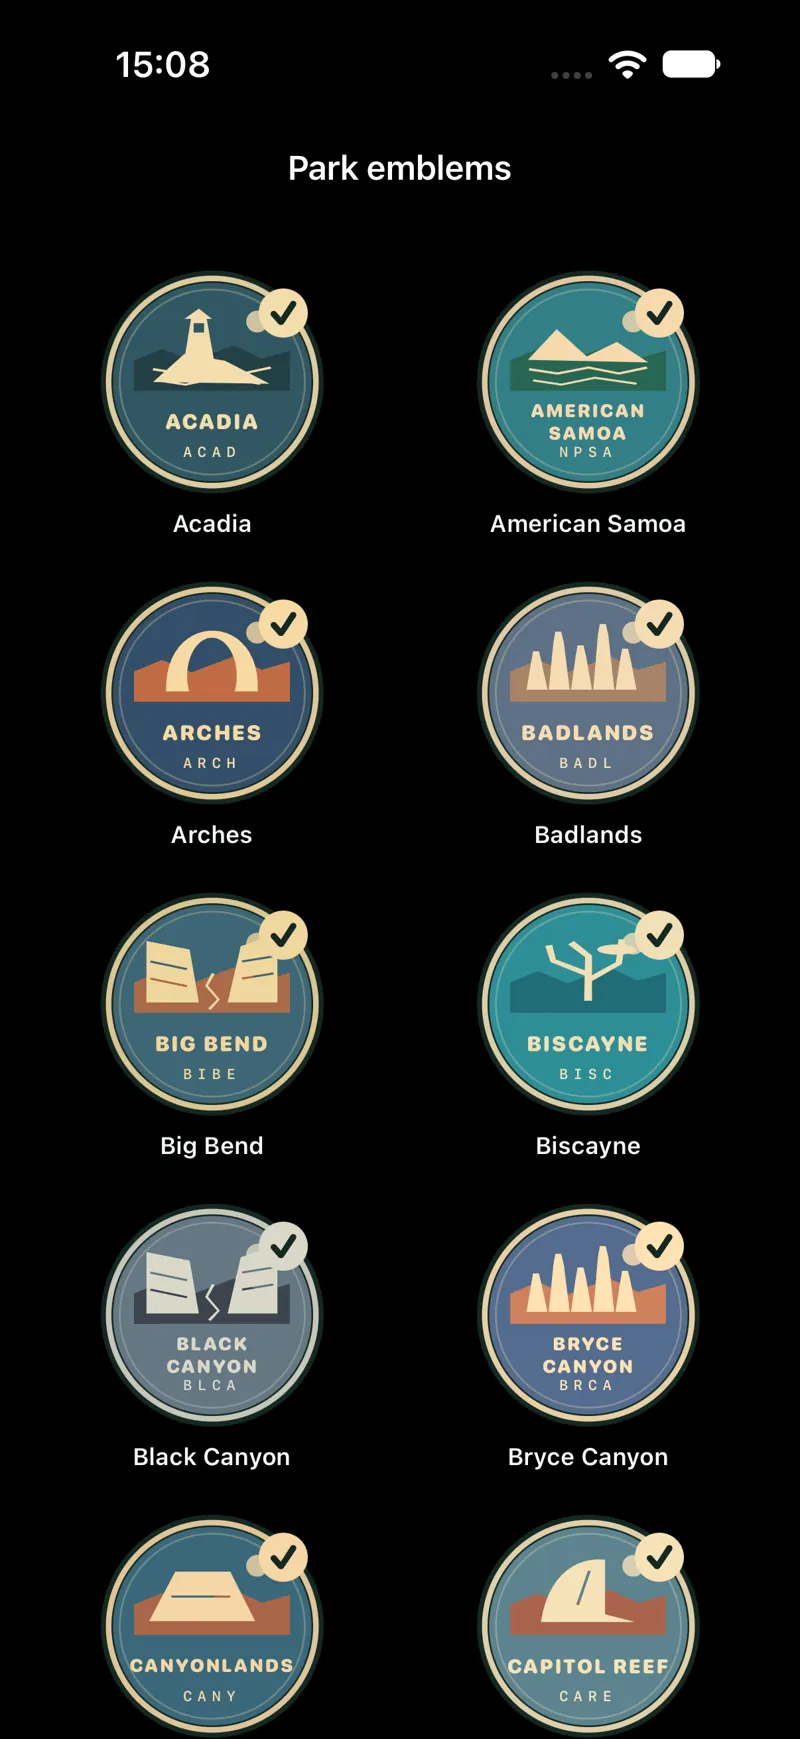 15:08
Park emblems
ACADIA
ACAD
Acadia
AMERICAN
SAMOA
NPSA
American Samoa
ARCHES
ARCH
Arches
BADLANDS
BADL
Badlands
BIG BEND
BIBE
Big Bend
BISCAYNE
BISC
Biscayne
BLACK
CANYON
BLCA
Black Canyon
BRYCE
CANYON
BRCA
Bryce Canyon
CANYONLANDS
CANY
CAPITOL REEF
CARE